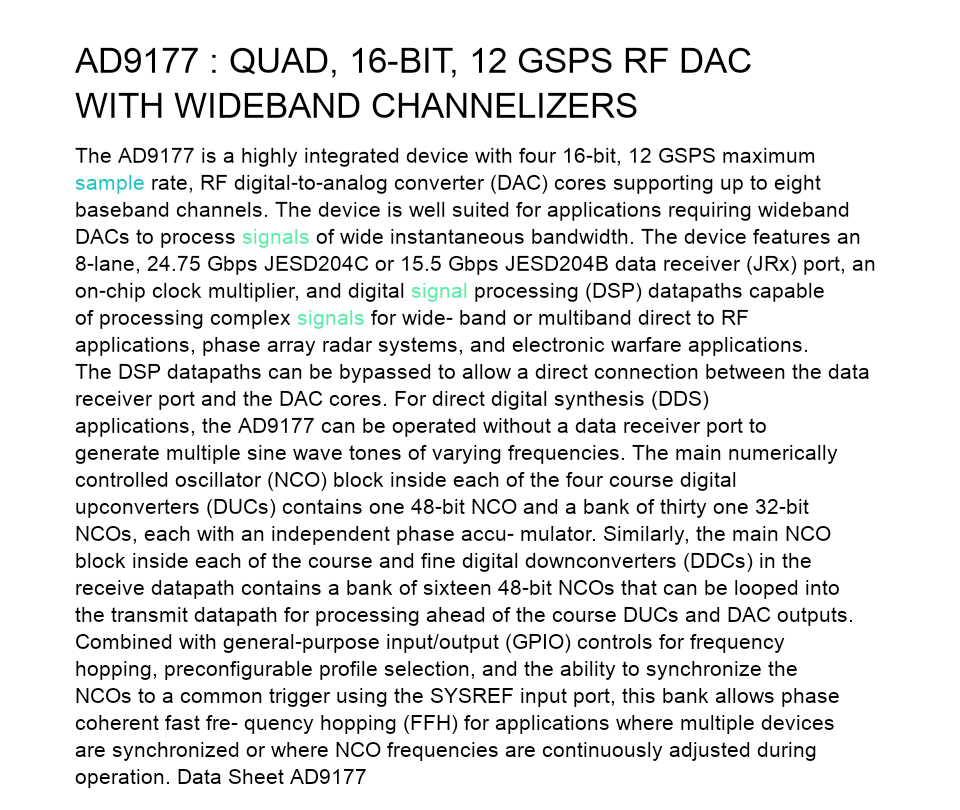 AD9177 : QUAD, 16-BIT, 12 GSPS RF DAC
WITH WIDEBAND CHANNELIZERS
The AD9177 is a highly integrated device with four 16-bit, 12 GSPS maximum
sample rate, RF digital-to-analog converter (DAC) cores supporting up to eight
baseband channels. The device is well suited for applications requiring wideband
DACs to process signals of wide instantaneous bandwidth. The device features an
8-lane, 24.75 Gbps JESD204C or 15.5 Gbps JESD204B data receiver (JRx) port, an
on-chip clock multiplier, and digital signal processing (DSP) datapaths capable
of processing complex signals for wide- band or multiband direct to RF
applications, phase array radar systems, and electronic warfare applications.
The DSP datapaths can be bypassed to allow a direct connection between the data
receiver port and the DAC cores. For direct digital synthesis (DDS)
applications, the AD9177 can be operated without a data receiver port to
generate multiple sine wave tones of varying frequencies. The main numerically
controlled oscillator (NCO) block inside each of the four course digital
upconverters (DUCs) contains one 48-bit NCO and a bank of thirty one 32-bit
NCOs, each with an independent phase accu- mulator. Similarly, the main NCO
block inside each of the course and fine digital downconverters (DDCs) in the
receive datapath contains a bank of sixteen 48-bit NCOs that can be looped into
the transmit datapath for processing ahead of the course DUCs and DAC outputs.
Combined with general-purpose input/output (GPIO) controls for frequency
hopping, preconfigurable profile selection, and the ability to synchronize the
NCOs to a common trigger using the SYSREF input port, this bank allows phase
coherent fast fre- quency hopping (FFH) for applications where multiple devices
are synchronized or where NCO frequencies are continuously adjusted during
operation. Data Sheet AD9177